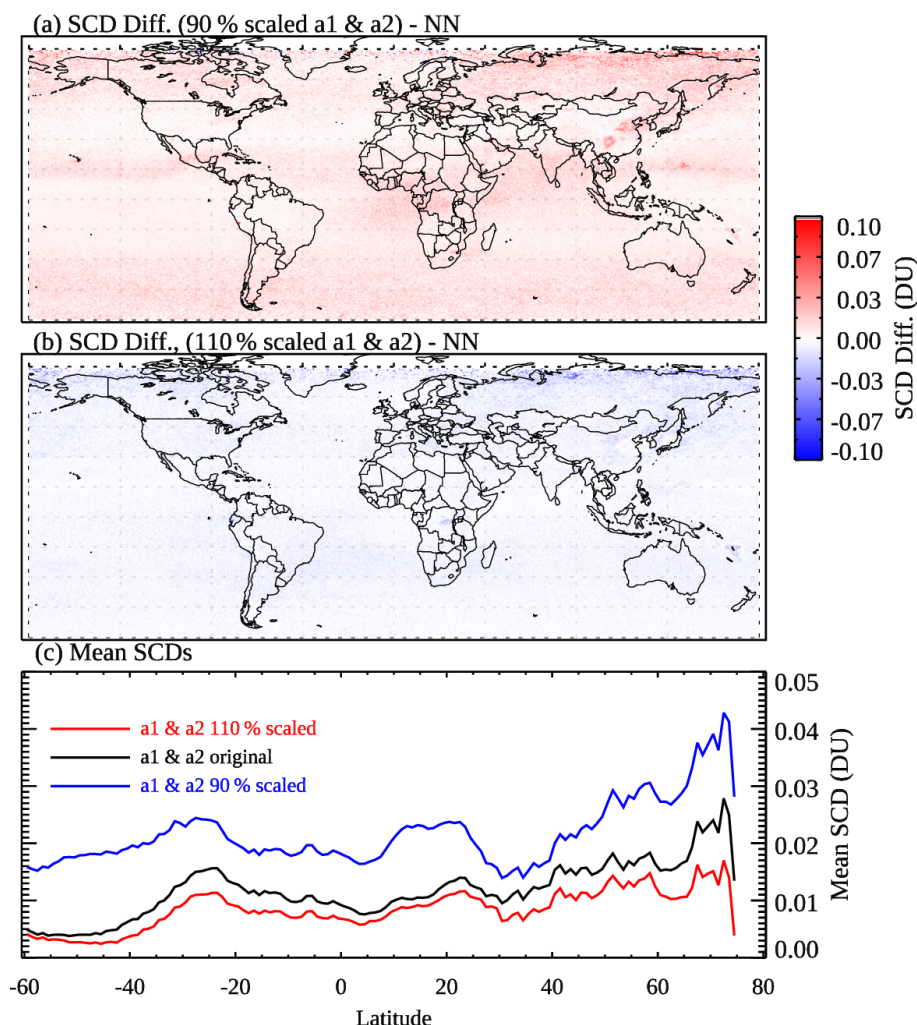 (a) SCD Diff. (90 % scaled a1 & a2) - NN
0.10
0.07
0.03
0.00
-0.03
-0.07
-0.10
SCD Diff. (DU)
(b) SCD Diff., (110 % scaled a1 & a2) - NN
(c) Mean SCDs
a1 & a2 110 % scaled
a1 & a2 original
a1 & a2 90 % scaled
0.05
0.04
0.03
0.02
0.01
0.00
Mean SCD (DU)
-60 -40 -20 0 20 40 60 80
Latitude